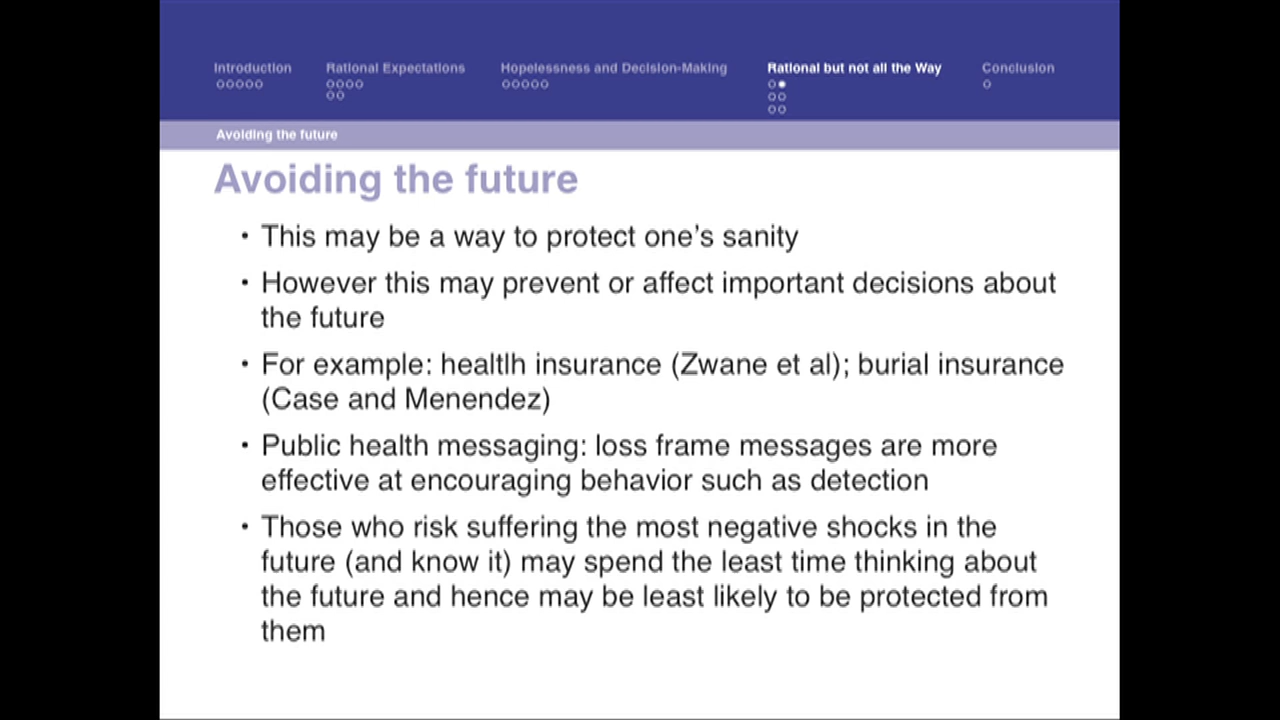 Introduction Rational Expectations Hopelessness and Decision-Making Rational but not all the Way Conclusion
Avoiding the future
Avoiding the future
• This may be a way to protect one's sanity
• However this may prevent or affect important decisions about
the future
• For example: healtlh insurance (Zwane et al); burial insurance
(Case and Menendez)
• Public health messaging: loss frame messages are more
effective at encouraging behavior such as detection
• Those who risk suffering the most negative shocks in the
future (and know it) may spend the least time thinking about
the future and hence may be least likely to be protected from
them